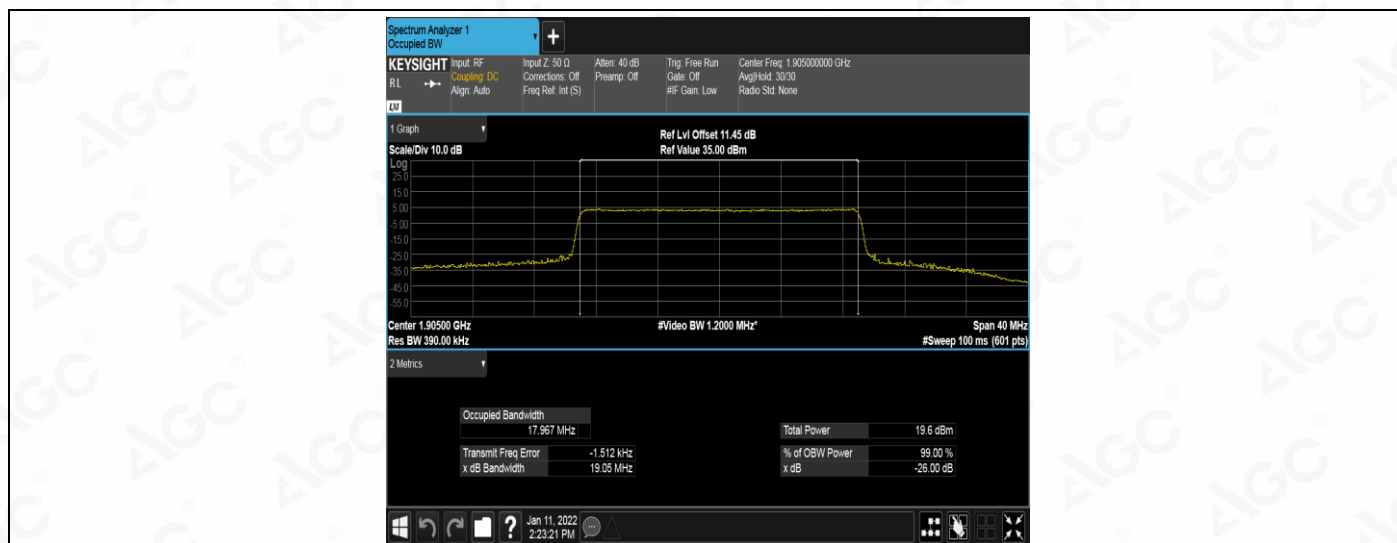 Spectrum Analyzer 1
Occupied BW
+
KEYSIGHT
RL
LXI
Input: RF
Coupling: DC
Align: Auto
Input Z: 50 Ω
Corrections: Off
Freq Ref: Int (S)
Atten: 40 dB
Preamp: Off
Trig: Free Run
Gate: Off
#IF Gain: Low
Center Freq: 1.905000000 GHz
Avg|Hold: 30/30
Radio Std: None
1 Graph
Scale/Div 10.0 dB
Ref Lvl Offset 11.45 dB
Ref Value 35.00 dBm
Log
25.0
15.0
5.00
-5.00
-15.0
-25.0
-35.0
-45.0
-55.0
Center 1.90500 GHz
#Video BW 1.2000 MHz*
Span 40 MHz
Res BW 390.00 kHz
#Sweep 100 ms (601 pts)
2 Metrics
Occupied Bandwidth
17.967 MHz
Total Power 19.6 dBm
Transmit Freq Error -1.512 kHz
% of OBW Power 99.00 %
x dB Bandwidth 19.05 MHz
x dB -26.00 dB
?
Jan 11, 2022
2:23:21 PM
AGC
®